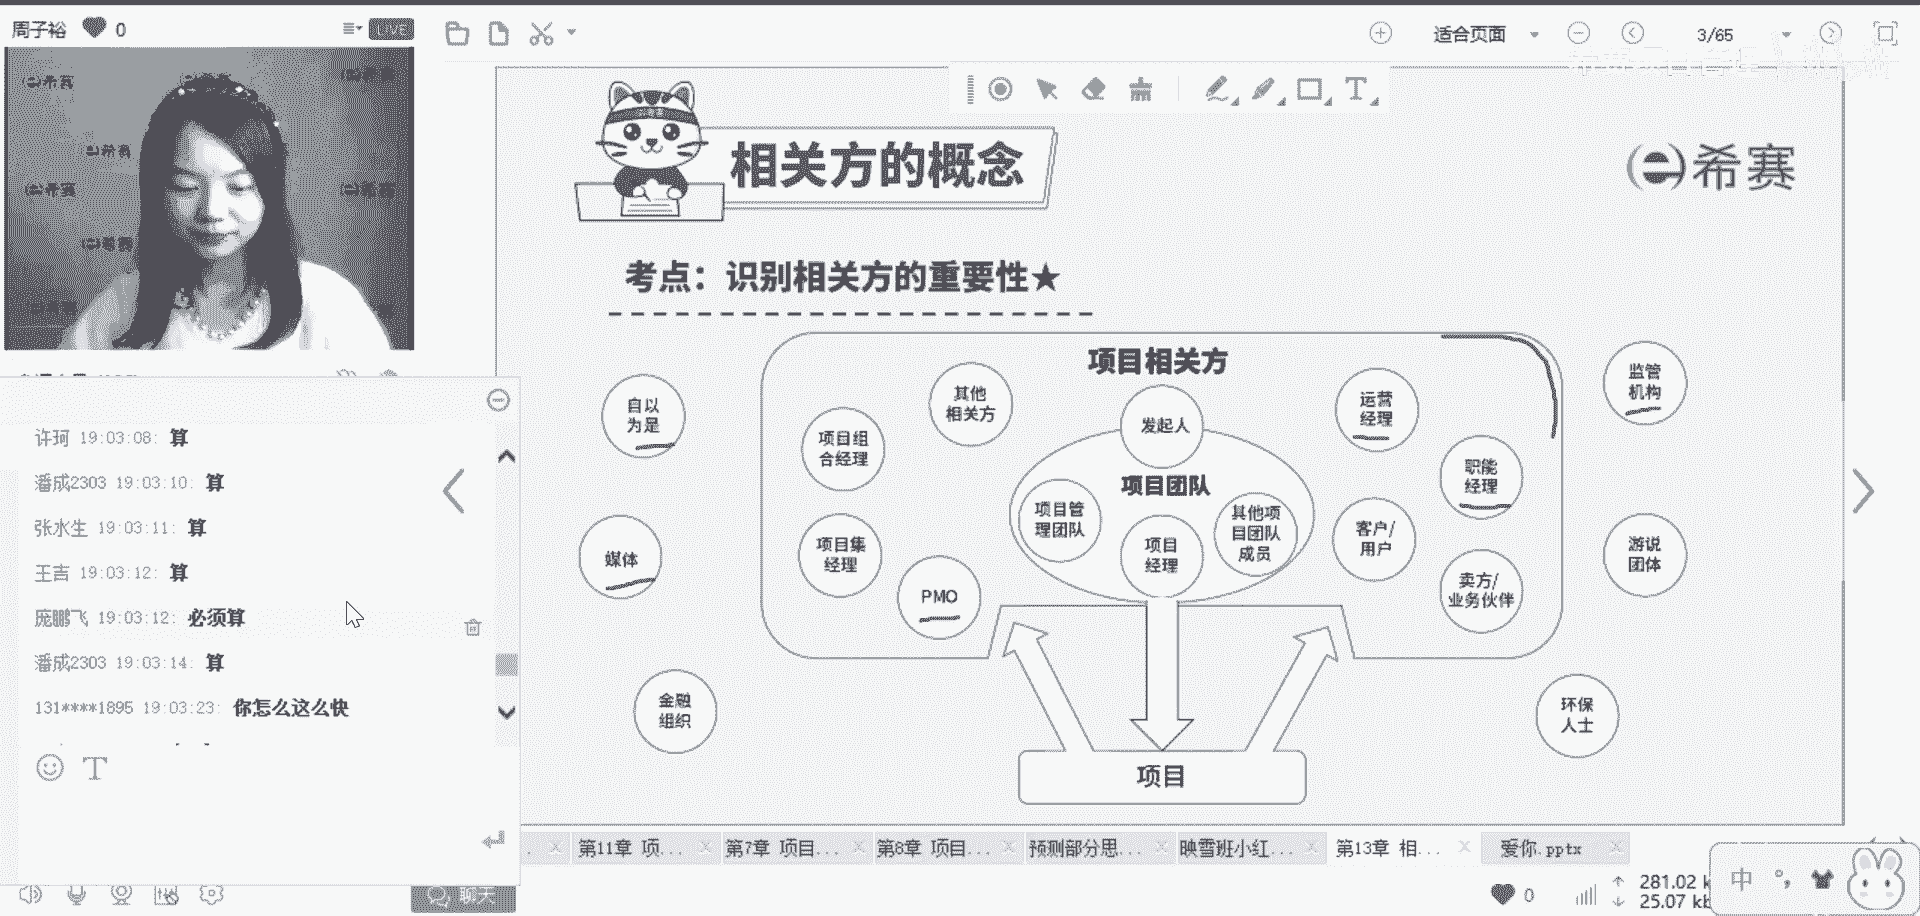 周子裕 0
LIVE
适合页面
3/65
希赛
相关方的概念
考点：识别相关方的重要性★
项目相关方
自以
为是
媒体
金融
组织
项目组
合经理
其他
相关方
项目集
经理
PMO
发起人
项目团队
项目管
理团队
项目
经理
其他项
目团队
成员
运营
经理
职能
经理
客户/
用户
卖方/
业务伙伴
监管
机构
游说
团体
环保
人士
项目
许珂 19:03:08: 算
潘成2303 19:03:10: 算
张水生 19:03:11: 算
王吉 19:03:12: 算
庞鹏飞 19:03:12: 必须算
潘成2303 19:03:14: 算
131****1895 19:03:23: 你怎么这么快
聊天
第11章 项...
第7章 项目...
第8章 项目...
预测部分思...
映雪班小红...
第13章 相...
爱你.pptx
0
281.02 k
25.07 kb
中